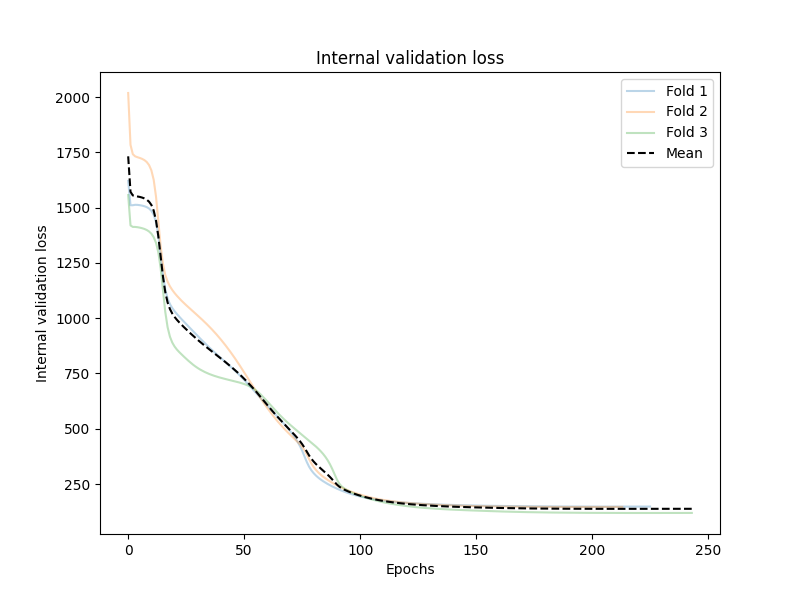 Internal validation loss
2000
1750
1500
1250
1000
750
500
250
Internal validation loss
0
50
100
150
200
250
Epochs
Fold 1
Fold 2
Fold 3
Mean